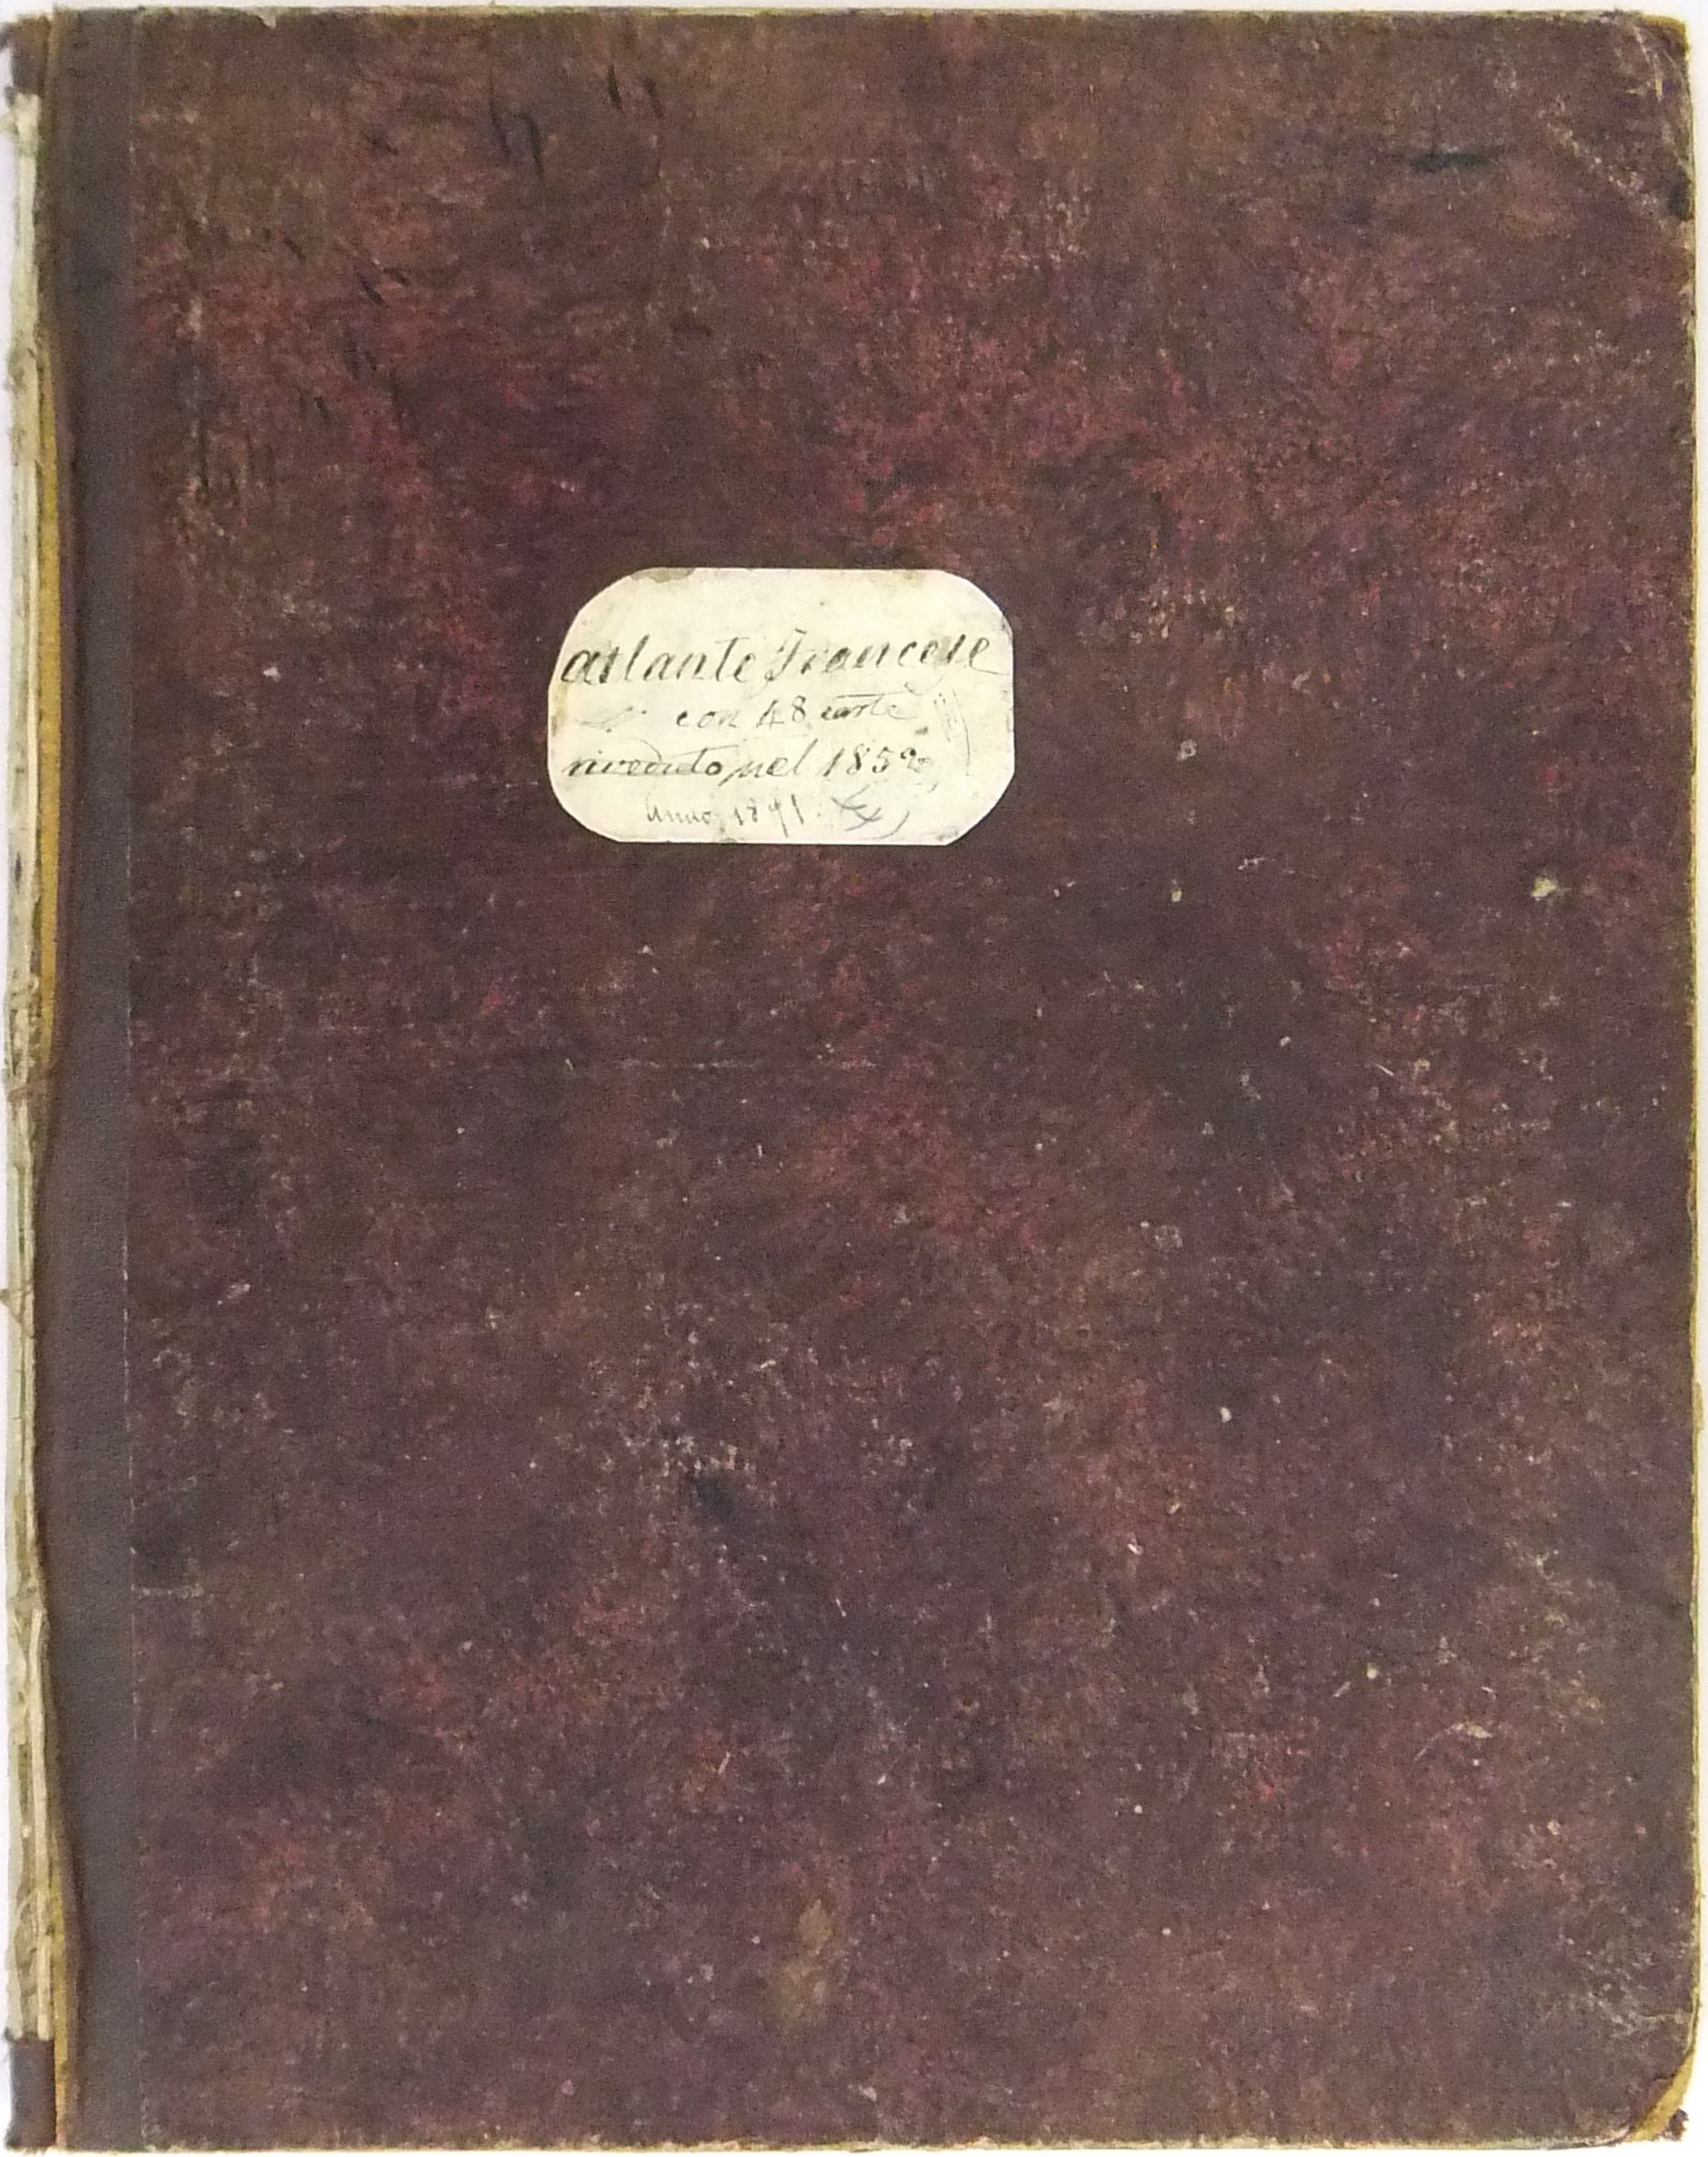 atlante francese
con 48 carte
riveduto nel 1852
Anno 1891